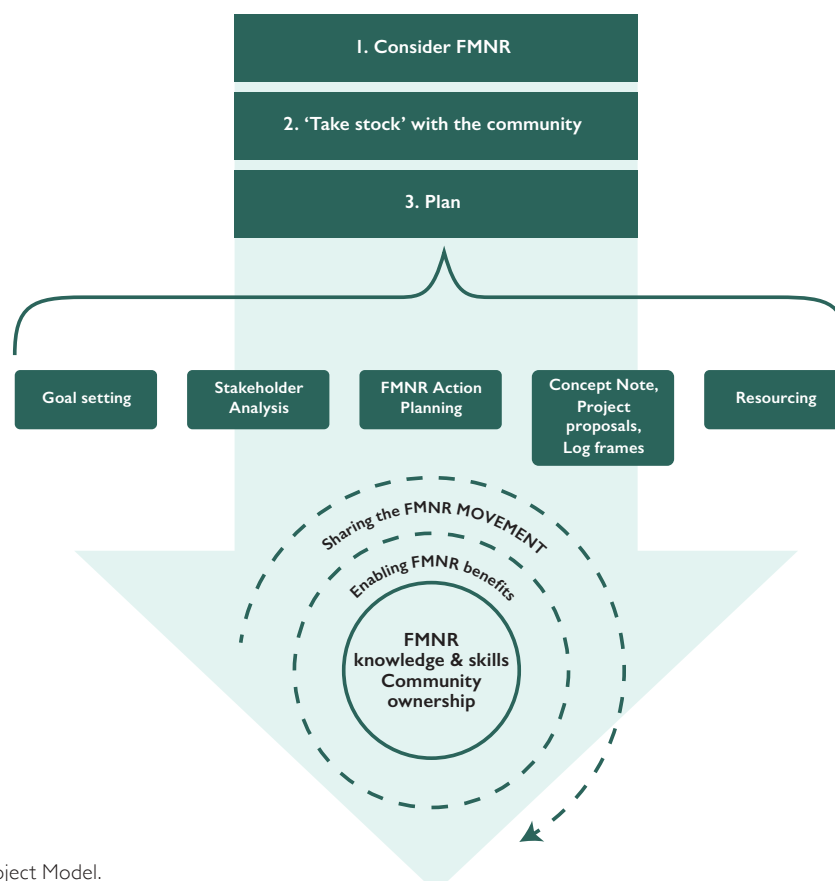 1. Consider FMNR
2. ‘Take stock’ with the community
3. Plan
Goal setting
Stakeholder
Analysis
FMNR Action
Planning
Concept Note,
Project
proposals,
Log frames
Resourcing
Sharing the FMNR MOVEMENT
Enabling FMNR benefits
FMNR
knowledge & skills
Community
ownership
oject Model.